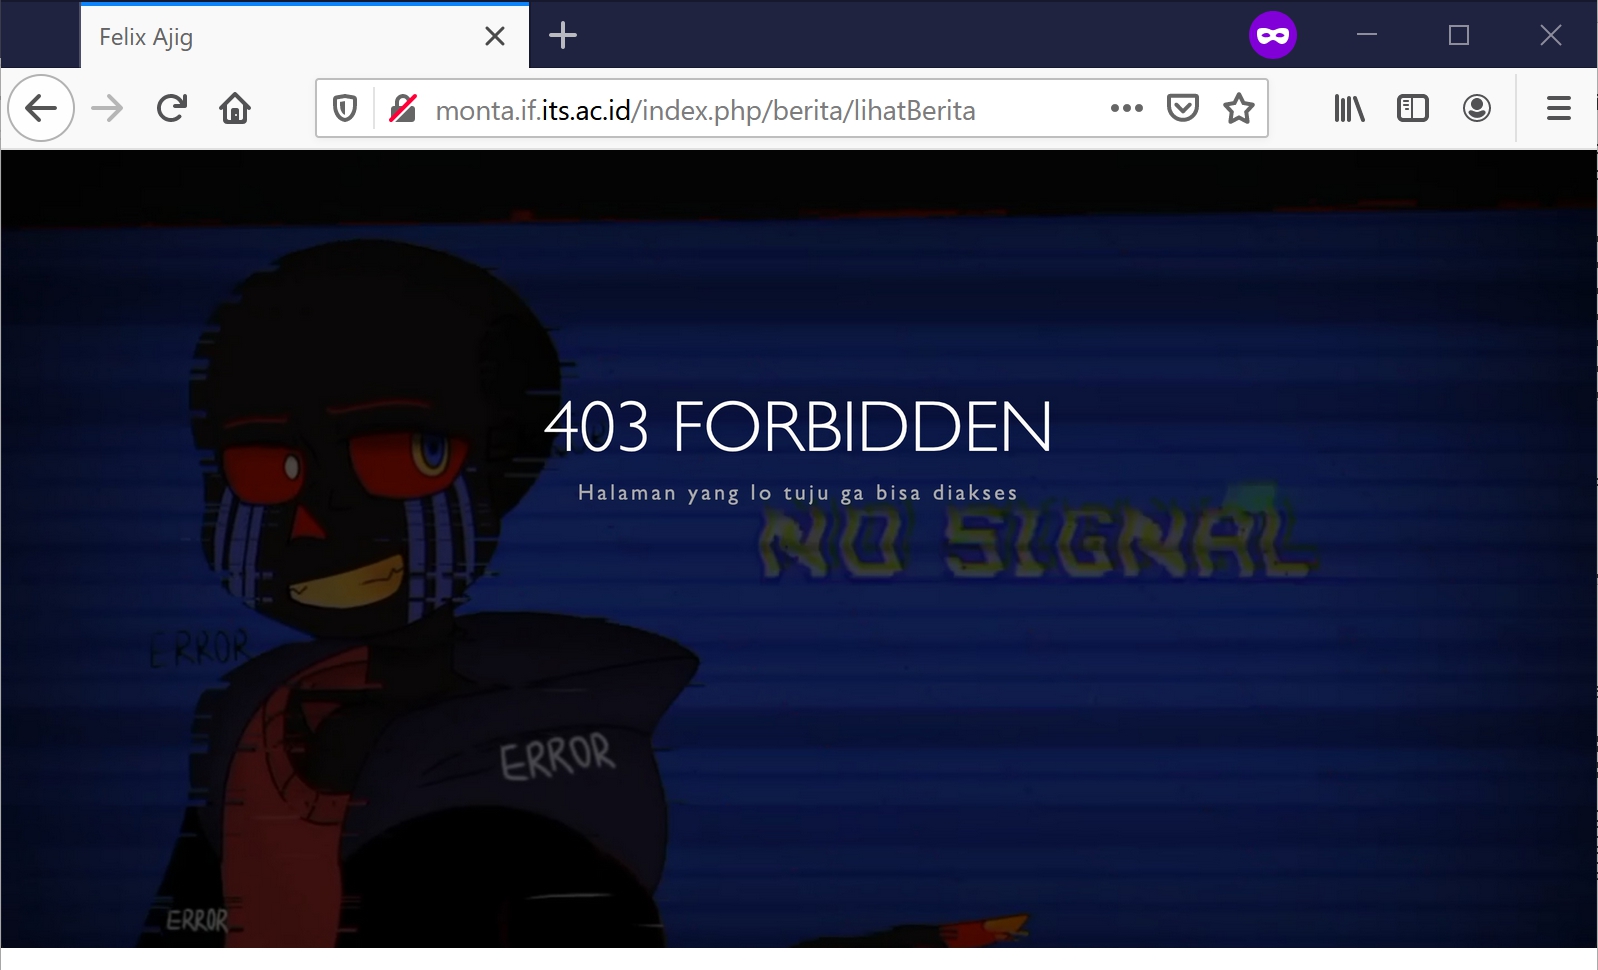 Felix Ajig
monta.if.its.ac.id/index.php/berita/lihatBerita
403 FORBIDDEN
Halaman yang lo tuju ga bisa diakses
NO SIGNAL
ERROR
ERROR
ERROR